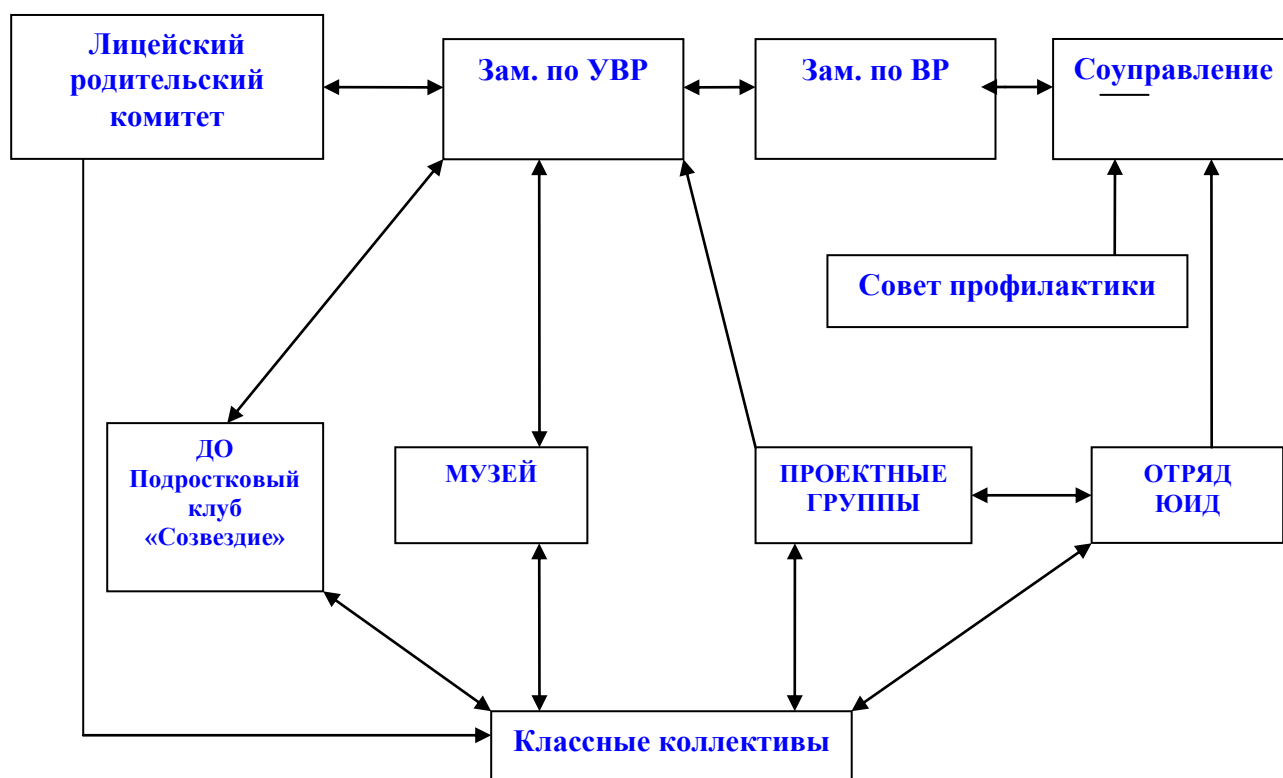 Лицейский
родительский
комитет
Зам. по УВР
Зам. по ВР
Соуправление
Совет профилактики
ДО
Подростковый
клуб
«Созвездие»
МУЗЕЙ
ПРОЕКТНЫЕ
ГРУППЫ
ОТРЯД
ЮИД
Классные коллективы